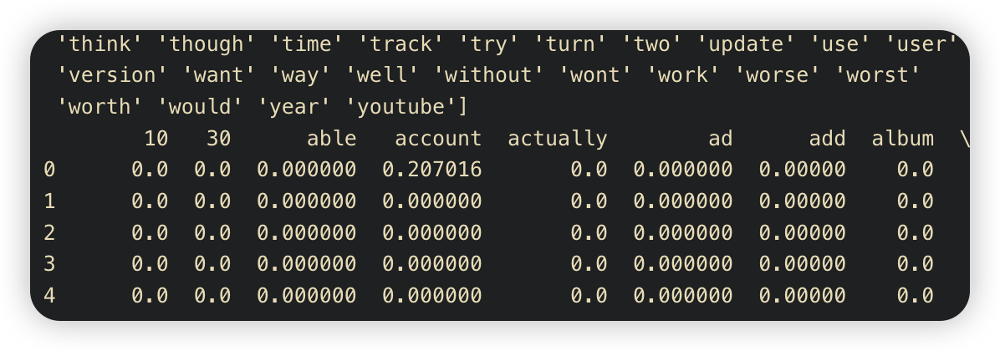 'think' 'though' 'time' 'track' 'try' 'turn' 'two' 'update' 'use' 'user'
'version' 'want' 'way' 'well' 'without' 'wont' 'work' 'worse' 'worst'
'worth' 'would' 'year' 'youtube']
10 30 able account actually ad add album \
0 0.0 0.0 0.000000 0.207016 0.0 0.000000 0.00000 0.0
1 0.0 0.0 0.000000 0.000000 0.0 0.000000 0.00000 0.0
2 0.0 0.0 0.000000 0.000000 0.0 0.000000 0.00000 0.0
3 0.0 0.0 0.000000 0.000000 0.0 0.000000 0.00000 0.0
4 0.0 0.0 0.000000 0.000000 0.0 0.000000 0.00000 0.0